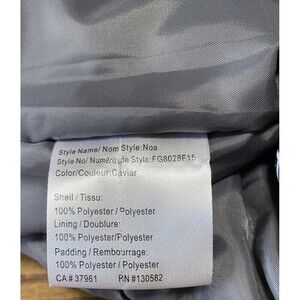 Style Name/ Nom Style:Noa
Style No/ Numéro de Style:FG8028F15
Color/Couleur:Caviar
Shell / Tissu:
100% Polyester / Polyester
Lining / Doublure:
100% Polyester / Polyester
Padding / Rembourrage:
100% Polyester / Polyester
CA# 37961 RN #130582